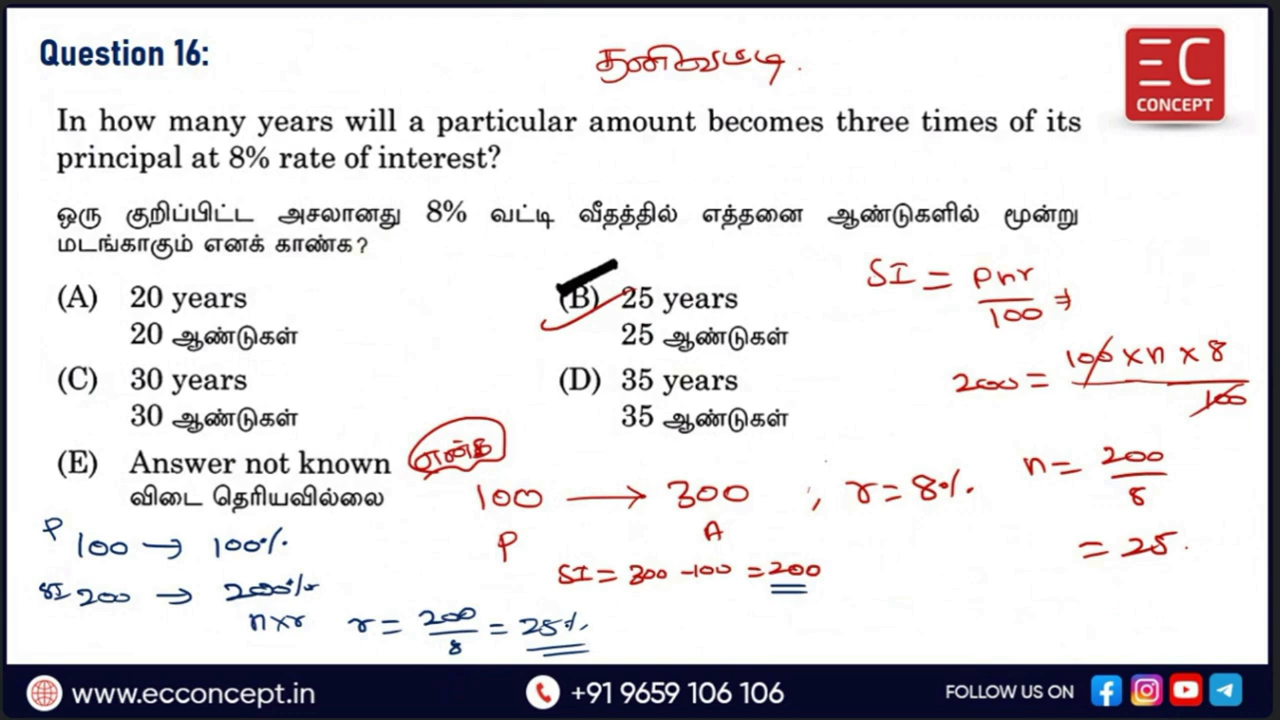 Question 16:
தனிவட்டி.
EC
CONCEPT
In how many years will a particular amount becomes three times of its
principal at 8% rate of interest?
ஒரு குறிப்பிட்ட அசலானது 8% வட்டி வீதத்தில் எத்தனை ஆண்டுகளில் மூன்று
மடங்காகும் எனக் காண்க?
(A) 20 years
20 ஆண்டுகள்
(B) 25 years
25 ஆண்டுகள்
(C) 30 years
30 ஆண்டுகள்
(D) 35 years
35 ஆண்டுகள்
(E) Answer not known
விடை தெரியவில்லை
SI = pnr/100 ⇒
200 = 100 × n × 8/100
n = 200/8
= 25.
100 → 300 ; r = 8%.
P A
SI = 300 - 100 = 200
P 100 → 100%.
SI 200 → 200%
n×r r = 200/8 = 25%
www.ecconcept.in
+91 9659 106 106
FOLLOW US ON